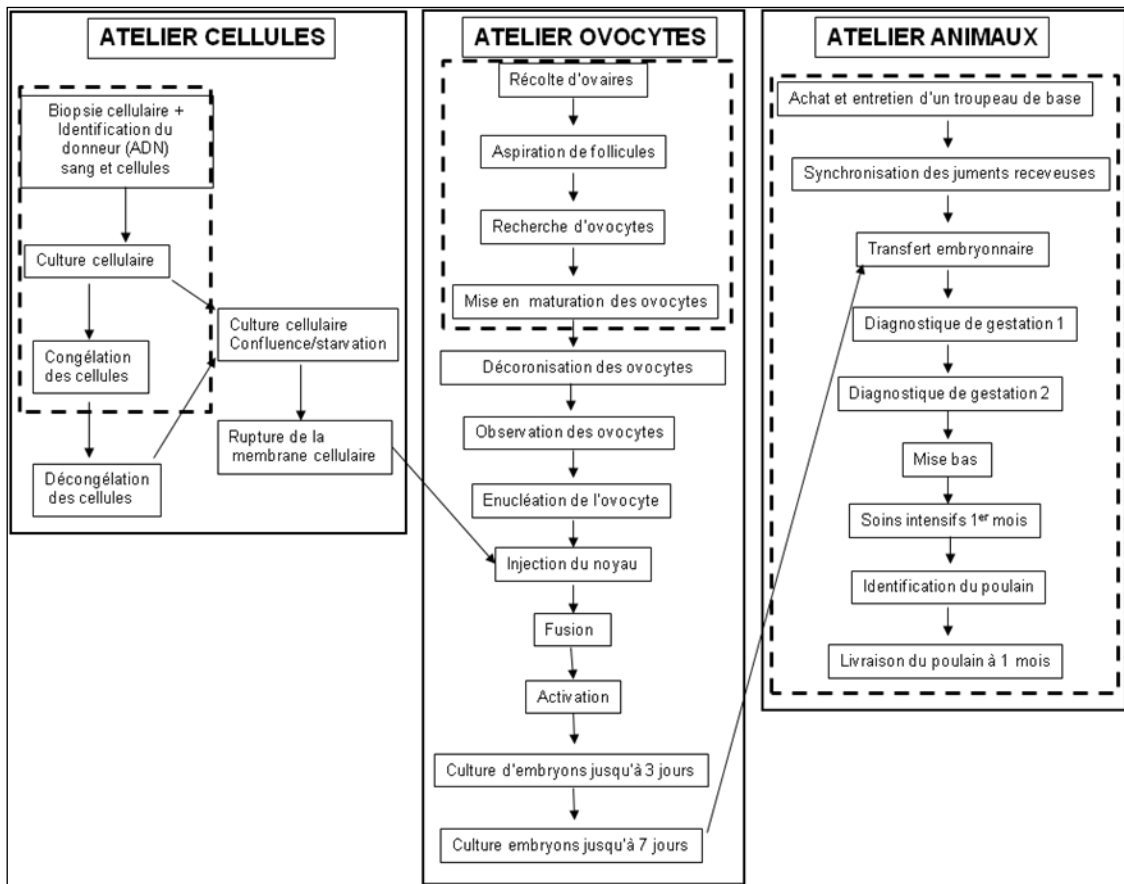 ATELIER CELLULES
Biopsie cellulaire +
Identification du
donneur (ADN)
sang et cellules
Culture cellulaire
Congélation
des cellules
Décongélation
des cellules
Culture cellulaire
Confluence/starvation
Rupture de la
membrane cellulaire
ATELIER OVOCYTES
Récolte d'ovaires
Aspiration de follicules
Recherche d'ovocytes
Mise en maturation des ovocytes
Décoronisation des ovocytes
Observation des ovocytes
Enucléation de l'ovocyte
Injection du noyau
Fusion
Activation
Culture d'embryons jusqu'à 3 jours
Culture embryons jusqu'à 7 jours
ATELIER ANIMAUX
Achat et entretien d'un troupeau de base
Synchronisation des juments receveuses
Transfert embryonnaire
Diagnostique de gestation 1
Diagnostique de gestation 2
Mise bas
Soins intensifs 1er mois
Identification du poulain
Livraison du poulain à 1 mois